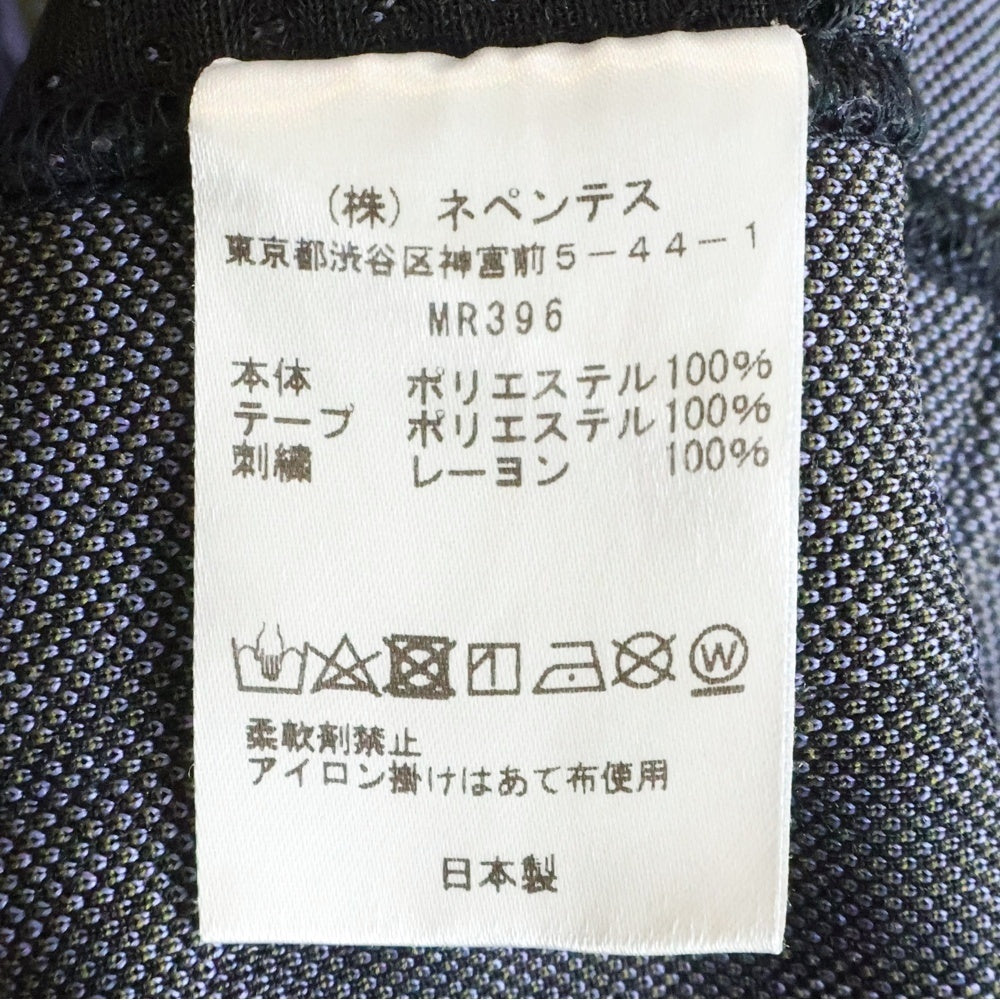 (株) ネペンテス
東京都渋谷区神宮前5-44-1
MR396
本体 ポリエステル100%
テープ ポリエステル100%
刺繍 レーヨン 100%
W
柔軟剤禁止
アイロン掛けはあて布使用
日本製